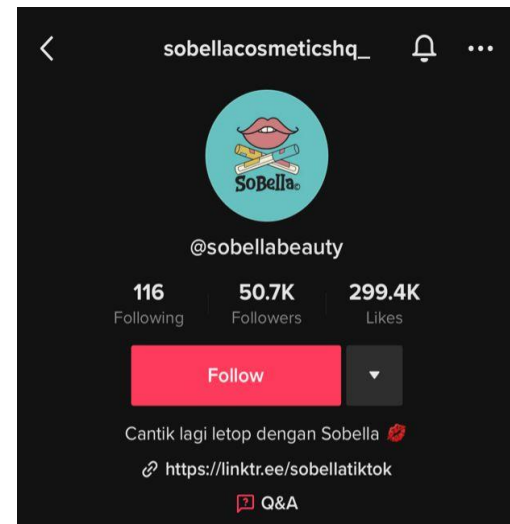 sobellacosmeticshq_
SoBella
@sobellabeauty
116 50.7K 299.4K
Following Followers Likes
Follow
Cantik lagi letop dengan Sobella
https://linktr.ee/sobellatiktok
Q&A